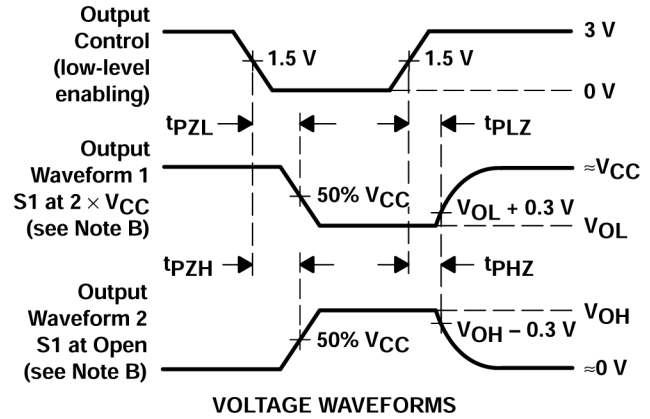 Output
Control
(low-level
enabling)
1.5 V
1.5 V
3 V
0 V
tPZL
tPLZ
Output
Waveform 1
S1 at 2 × VCC
(see Note B)
50% VCC
VOL + 0.3 V
≈VCC
VOL
tPZH
tPHZ
Output
Waveform 2
S1 at Open
(see Note B)
50% VCC
VOH − 0.3 V
VOH
≈0 V
VOLTAGE WAVEFORMS